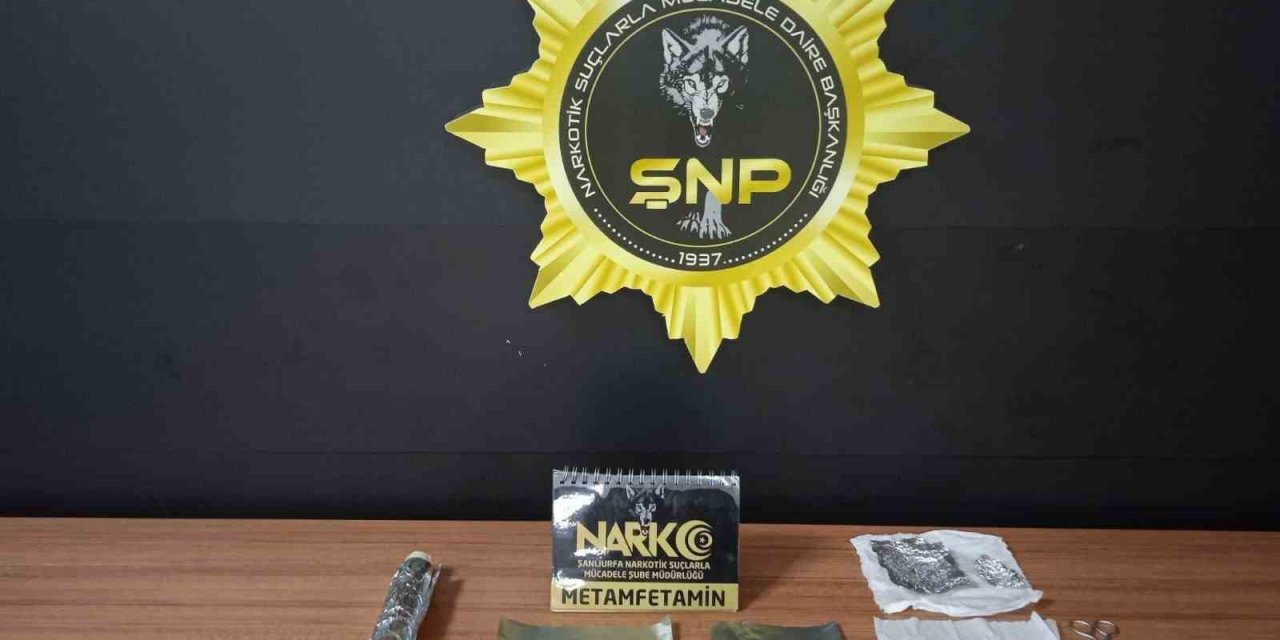 NARKOTİK SUÇLARLA MÜCADELE DAİRE BAŞKANLIĞI
ŞNP
1937
NARKO
ŞANLIURFA NARKOTİK SUÇLARLA
MÜCADELE ŞUBE MÜDÜRLÜĞÜ
METAMFETAMİN